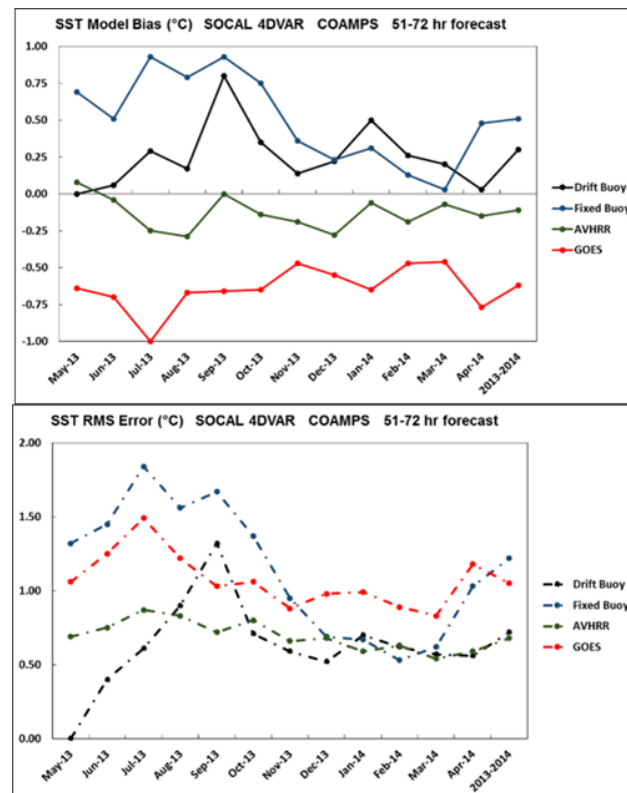 SST Model Bias (°C) SOCAL 4DVAR COAMPS 51-72 hr forecast
1.00
0.75
0.50
0.25
0.00
-0.25
-0.50
-0.75
-1.00
Drift Buoy
Fixed Buoy
AVHRR
GOES
May-13 Jun-13 Jul-13 Aug-13 Sep-13 Oct-13 Nov-13 Dec-13 Jan-14 Feb-14 Mar-14 Apr-14 2013-2014
SST RMS Error (°C) SOCAL 4DVAR COAMPS 51-72 hr forecast
2.00
1.50
1.00
0.50
0.00
Drift Buoy
Fixed Buoy
AVHRR
GOES
May-13 Jun-13 Jul-13 Aug-13 Sep-13 Oct-13 Nov-13 Dec-13 Jan-14 Feb-14 Mar-14 Apr-14 2013-2014